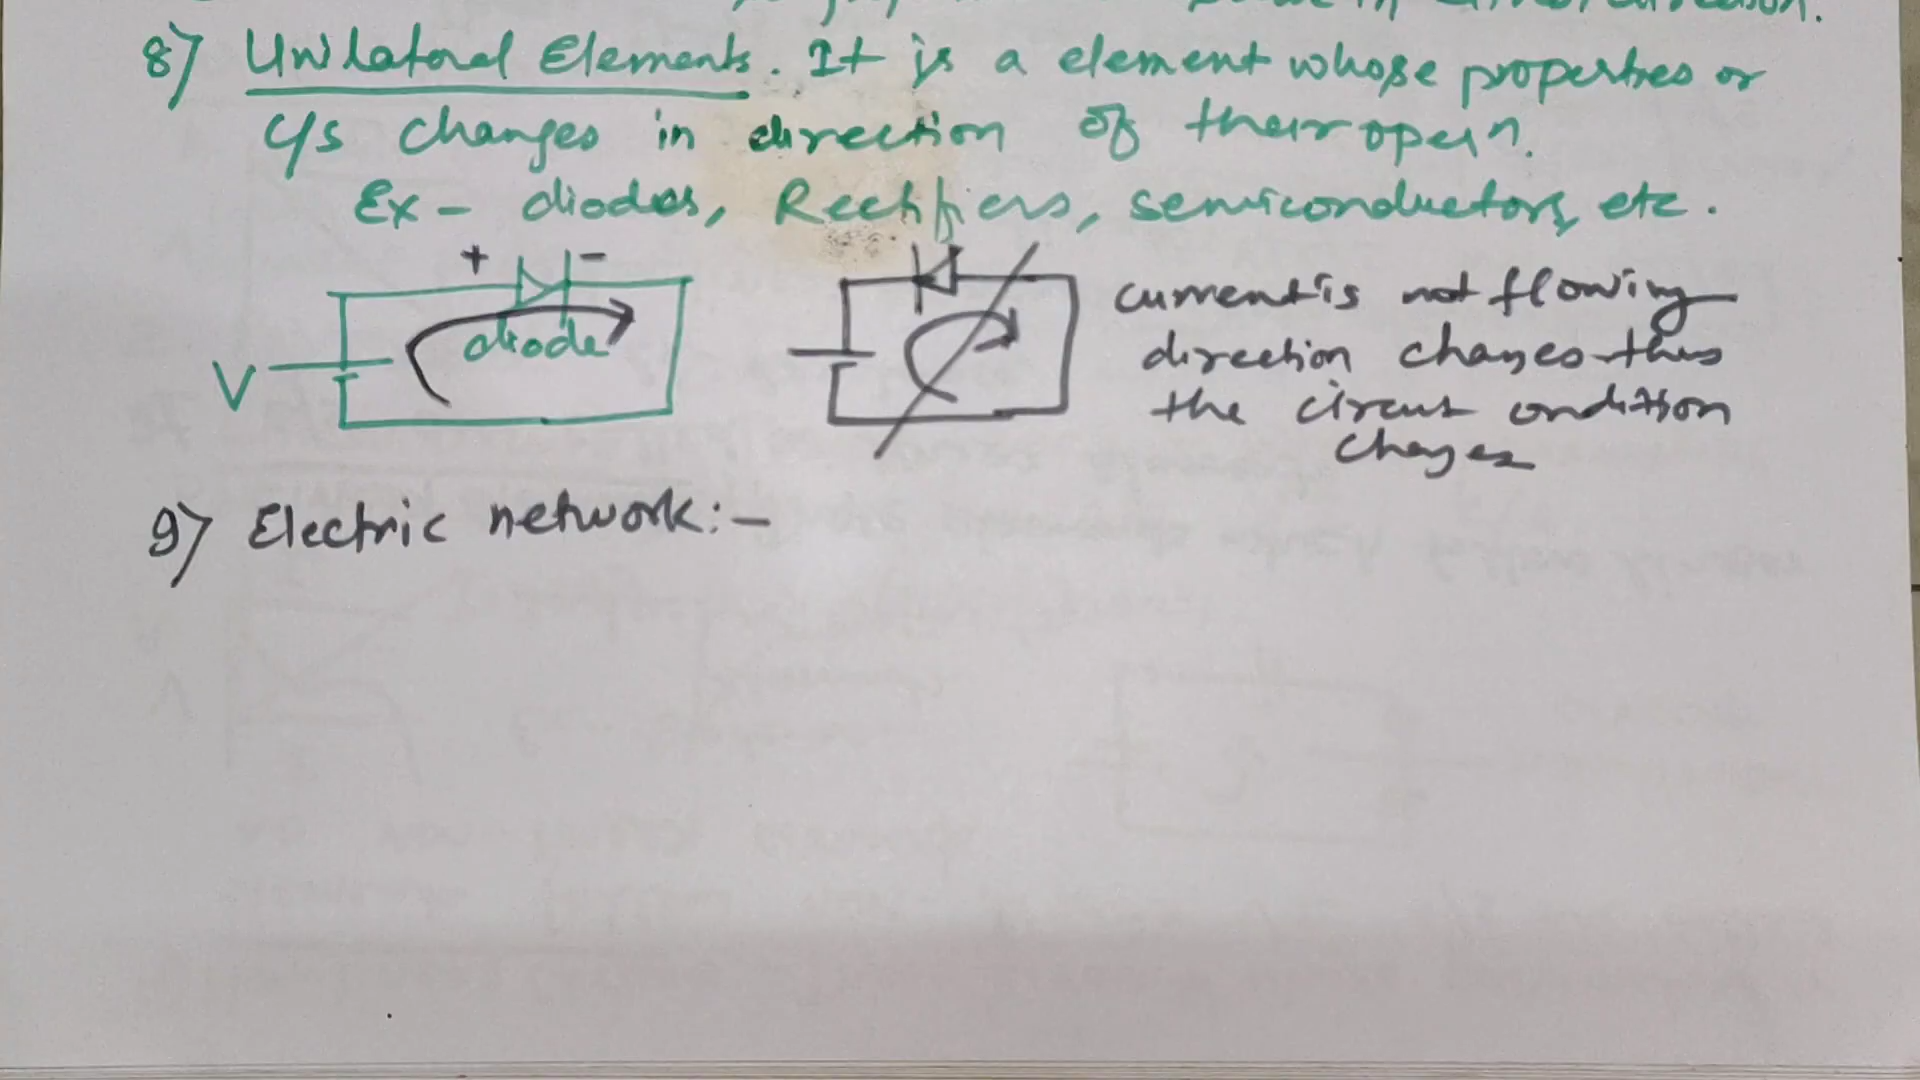 8) Unilateral Elements. It is a element whose properties or
c/s changes in direction of their opern.
Ex - diodes, Rectifiers, semiconductors, etc.
+ -
diode
V
current is not flowing
direction changes thus
the circuit condition
changes
9) Electric network:-